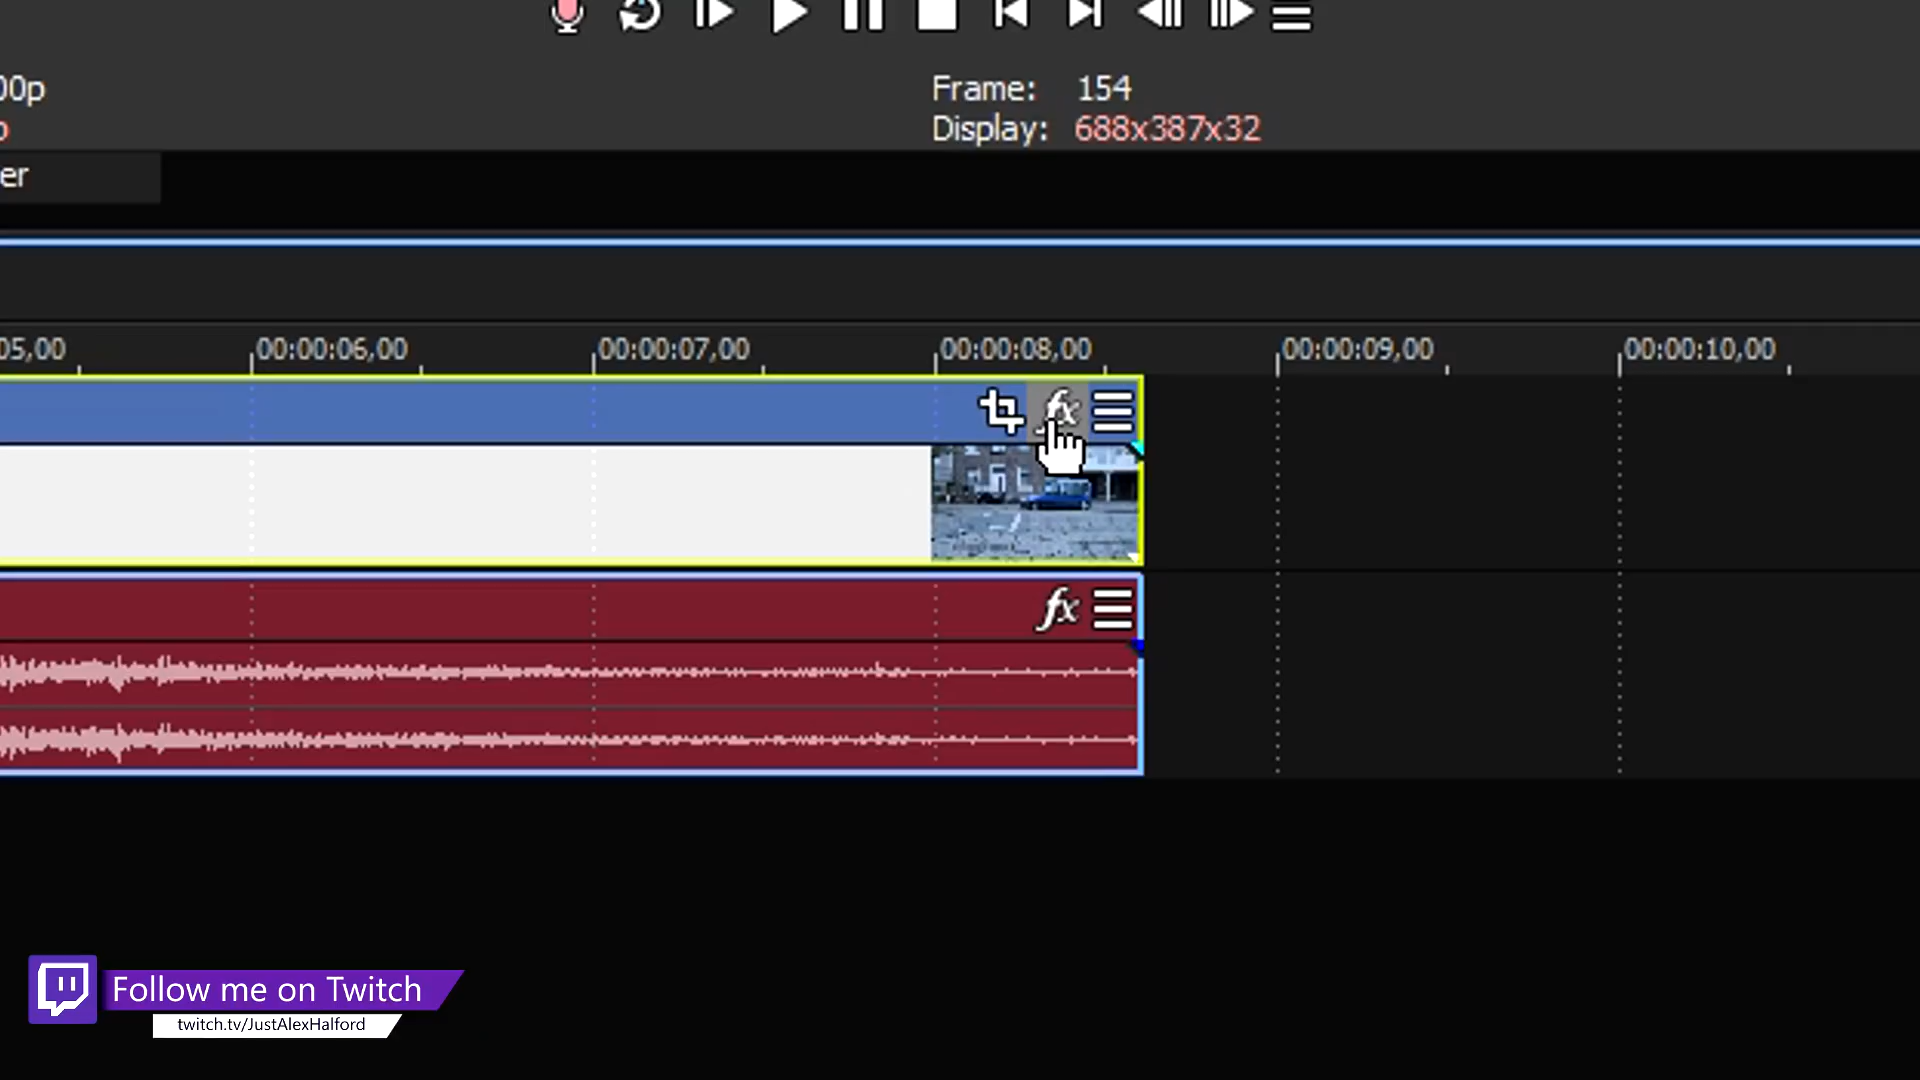 00p
Frame: 154
Display: 688x387x32
er
05,00 00:00:06,00 00:00:07,00 00:00:08,00 00:00:09,00 00:00:10,00
fx
fx
Follow me on Twitch
twitch.tv/JustAlexHalford